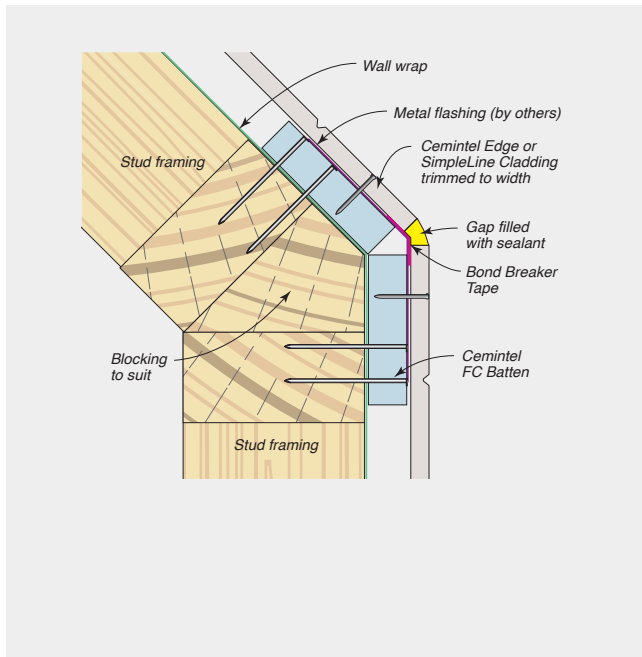 Wall wrap
Metal flashing (by others)
Cemintel Edge or
SimpleLine Cladding
trimmed to width
Stud framing
Gap filled
with sealant
Bond Breaker
Tape
Blocking
to suit
Cemintel
FC Batten
Stud framing